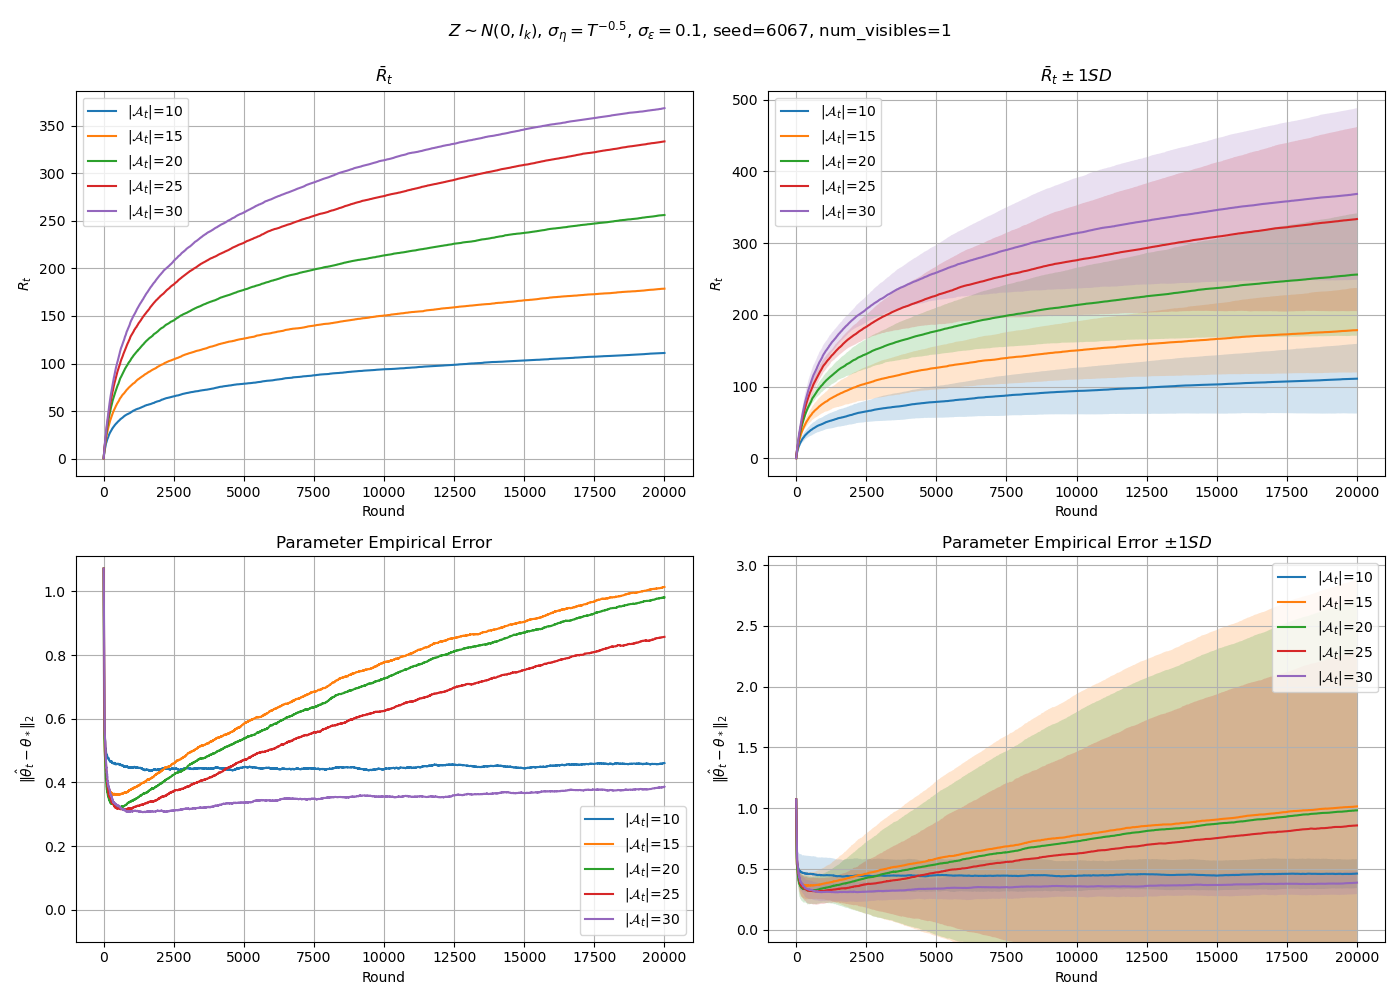 Z ∼ N(0, I_k), σ_η = T^{−0.5}, σ_ε = 0.1, seed=6067, num_visibles=1
R̄_t
|𝒜_t|=10
|𝒜_t|=15
|𝒜_t|=20
|𝒜_t|=25
|𝒜_t|=30
350
300
250
200
150
100
50
0
R_t
0 2500 5000 7500 10000 12500 15000 17500 20000
Round
R̄_t ± 1SD
|𝒜_t|=10
|𝒜_t|=15
|𝒜_t|=20
|𝒜_t|=25
|𝒜_t|=30
500
400
300
200
100
0
R_t
0 2500 5000 7500 10000 12500 15000 17500 20000
Round
Parameter Empirical Error
1.0
0.8
0.6
0.4
0.2
0.0
‖θ̂_t − θ_*‖_2
|𝒜_t|=10
|𝒜_t|=15
|𝒜_t|=20
|𝒜_t|=25
|𝒜_t|=30
0 2500 5000 7500 10000 12500 15000 17500 20000
Round
Parameter Empirical Error ±1SD
3.0
2.5
2.0
1.5
1.0
0.5
0.0
‖θ̂_t − θ_*‖_2
|𝒜_t|=10
|𝒜_t|=15
|𝒜_t|=20
|𝒜_t|=25
|𝒜_t|=30
0 2500 5000 7500 10000 12500 15000 17500 20000
Round